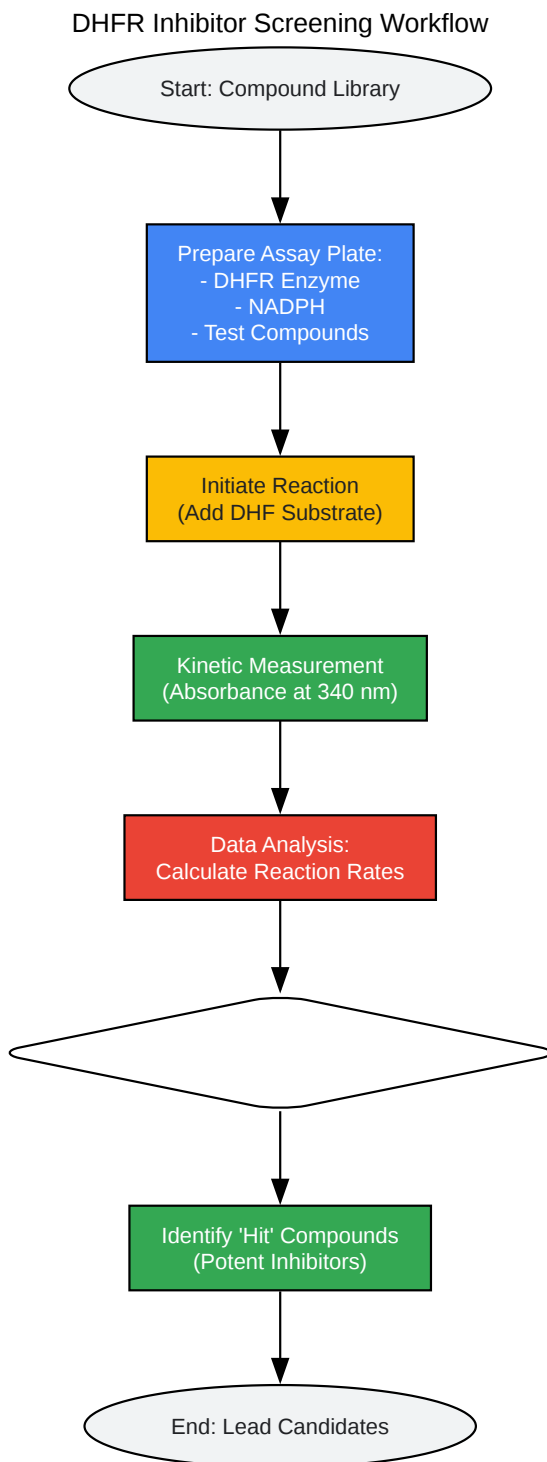 DHFR Inhibitor Screening Workflow
Start: Compound Library
Prepare Assay Plate:
- DHFR Enzyme
- NADPH
- Test Compounds
Initiate Reaction
(Add DHF Substrate)
Kinetic Measurement
(Absorbance at 340 nm)
Data Analysis:
Calculate Reaction Rates
Identify 'Hit' Compounds
(Potent Inhibitors)
End: Lead Candidates